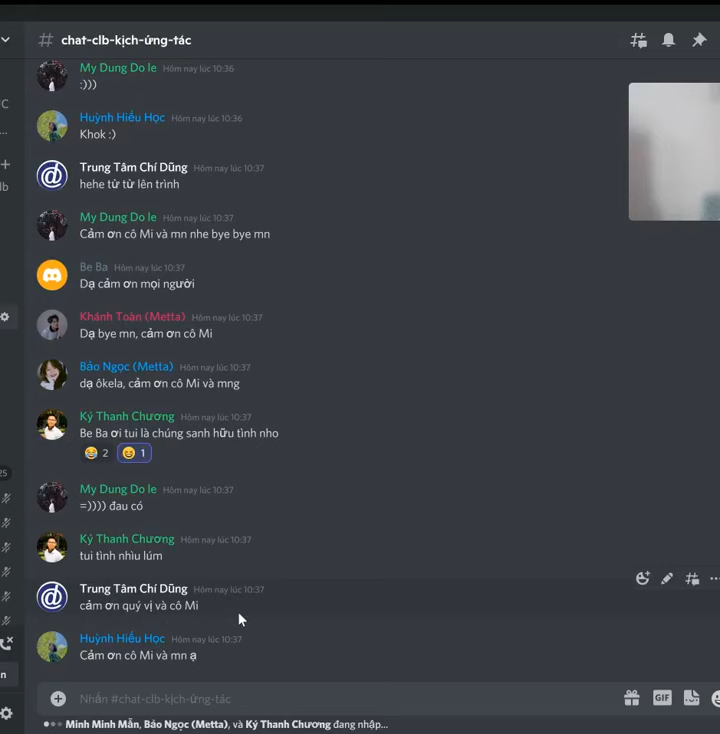 chat-clb-kịch-ứng-tác
My Dung Do le Hôm nay lúc 10:36
:)))
C
Huỳnh Hiếu Học Hôm nay lúc 10:36
Khok :)
Trung Tâm Chí Dũng Hôm nay lúc 10:37
hehe từ từ lên trình
lb
My Dung Do le Hôm nay lúc 10:37
Cảm ơn cô Mi và mn nhe bye bye mn
Be Ba Hôm nay lúc 10:37
Dạ cảm ơn mọi người
Khánh Toàn (Metta) Hôm nay lúc 10:37
Dạ bye mn, cảm ơn cô Mi
Bảo Ngọc (Metta) Hôm nay lúc 10:37
dạ ôkela, cảm ơn cô Mi và mng
Ký Thanh Chương Hôm nay lúc 10:37
Be Ba ơi tui là chúng sanh hữu tình nho
😂 2 😄 1
25
My Dung Do le Hôm nay lúc 10:37
=)))) đau có
Ký Thanh Chương Hôm nay lúc 10:37
tui tình nhìu lúm
Trung Tâm Chí Dũng Hôm nay lúc 10:37
cảm ơn quý vị và cô Mi
Huỳnh Hiếu Học Hôm nay lúc 10:37
Cảm ơn cô Mi và mn ạ
n
Nhắn #chat-clb-kịch-ứng-tác
GIF
Minh Minh Mẫn, Bảo Ngọc (Metta), và Ký Thanh Chương đang nhập...